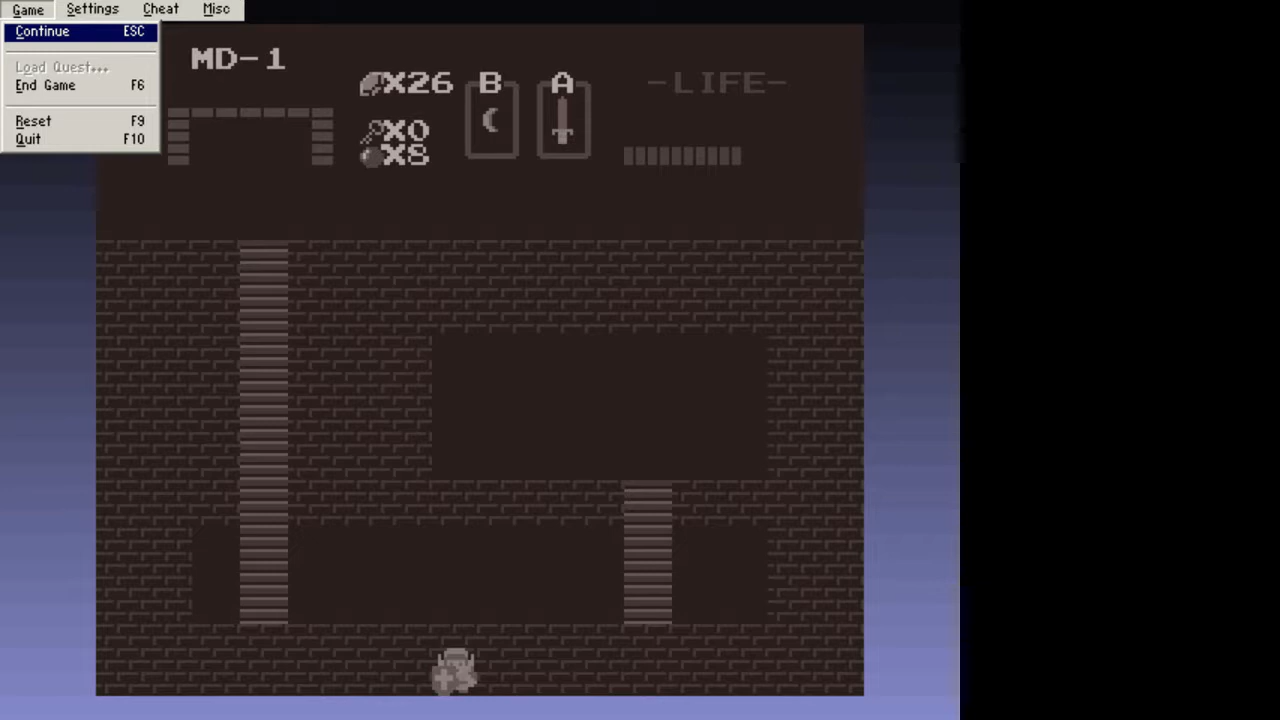 Game Settings Cheat Misc
Continue ESC
Load Quest...
End Game F6
Reset F9
Quit F10
MD-1
X26 B A -LIFE-
X0
X8